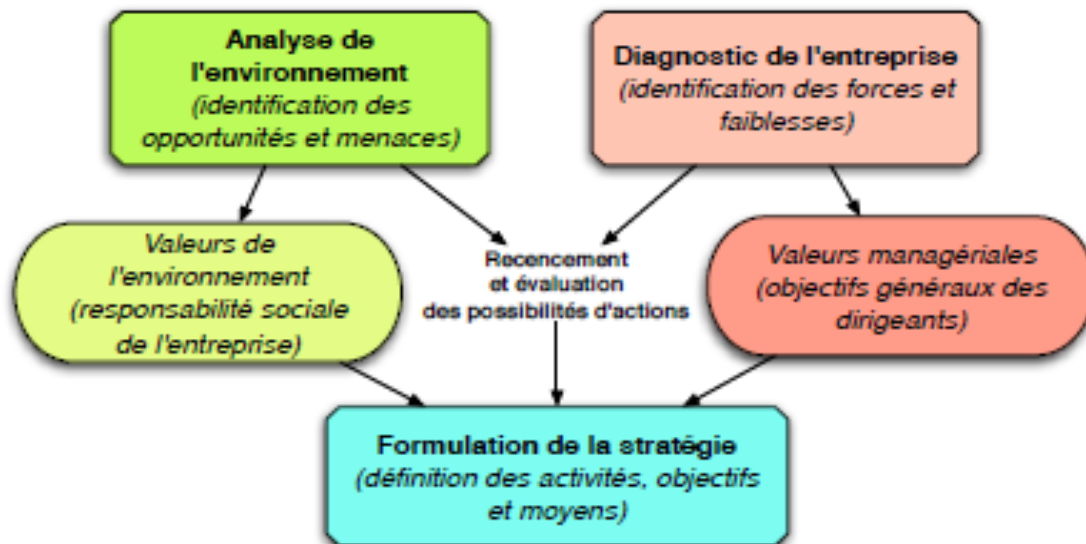 Analyse de
l'environnement
(identification des
opportunités et menaces)
Diagnostic de l'entreprise
(identification des forces et
faiblesses)
Valeurs de
l'environnement
(responsabilité sociale
de l'entreprise)
Recencement
et évaluation
des possibilités d'actions
Valeurs managériales
(objectifs généraux des
dirigeants)
Formulation de la stratégie
(définition des activités, objectifs
et moyens)